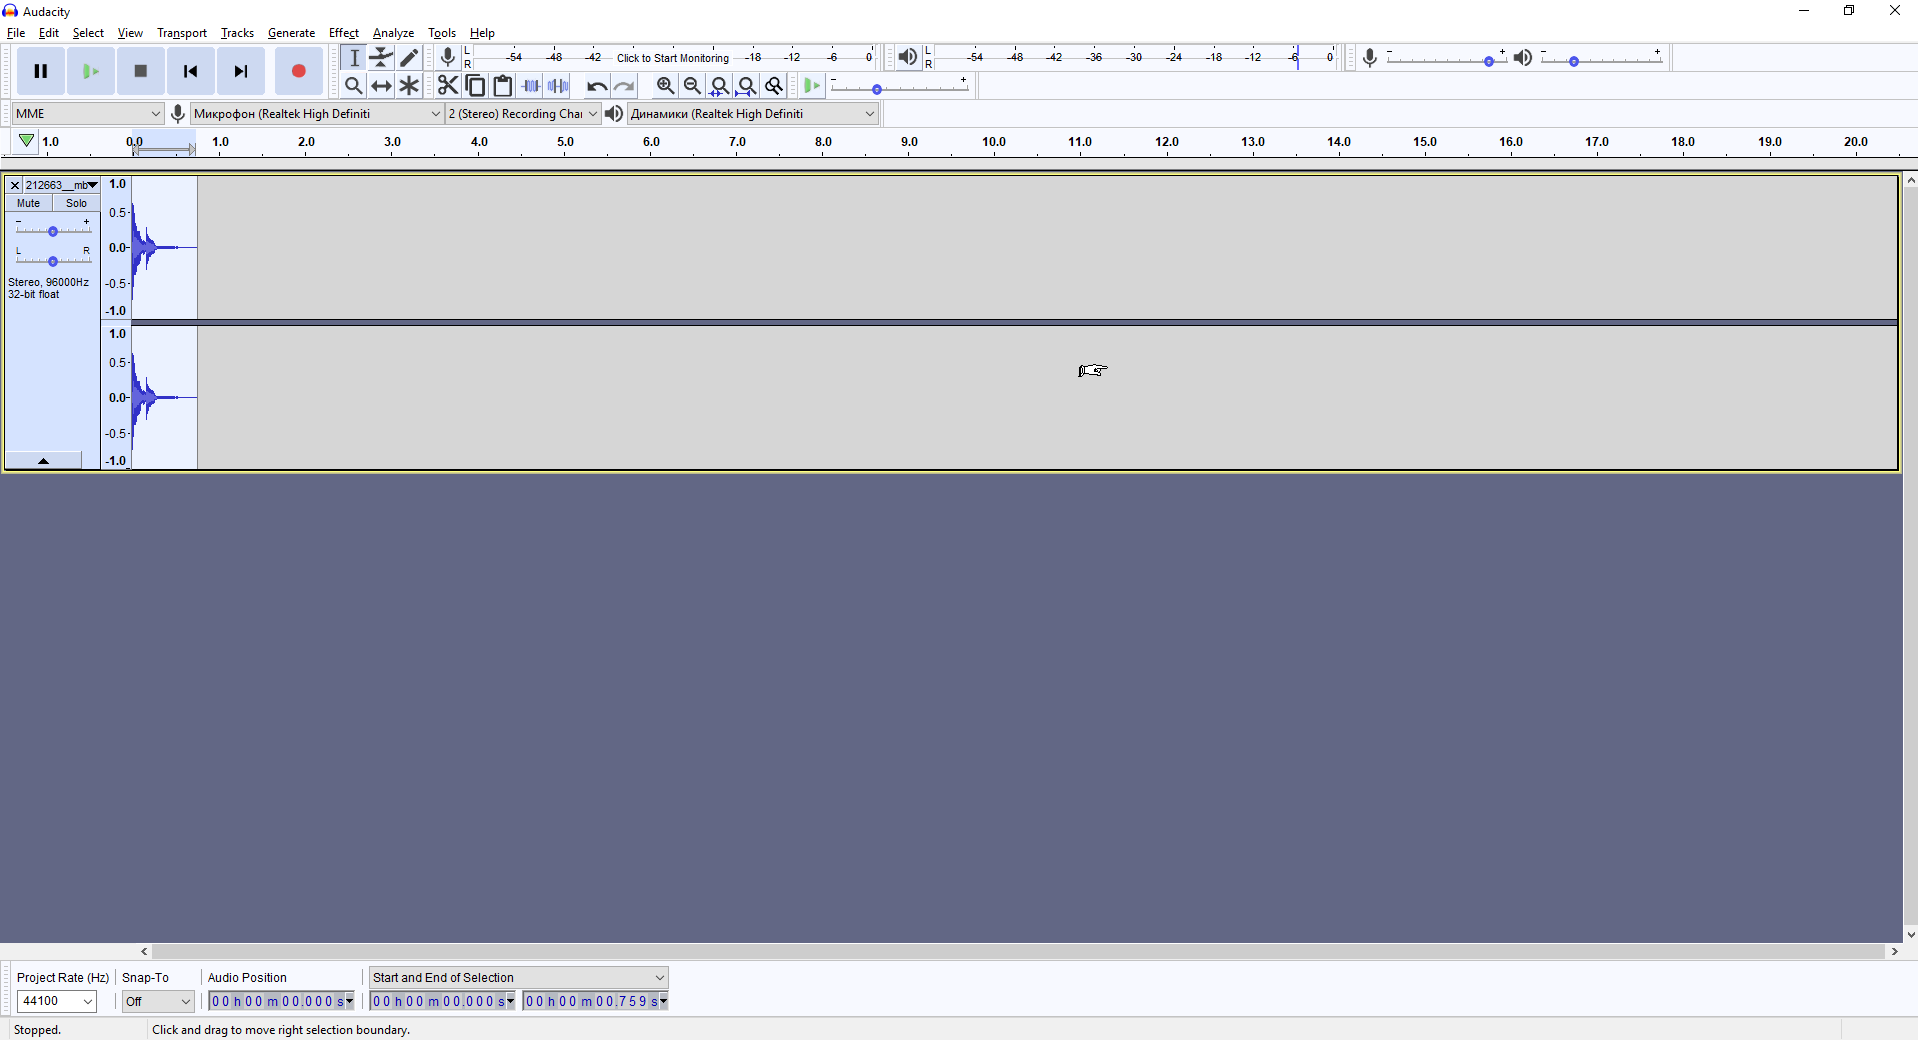 Audacity
File Edit Select View Transport Tracks Generate Effect Analyze Tools Help
L R -54 -48 -42 Click to Start Monitoring -18 -12 -6 0 L R -54 -48 -42 -36 -30 -24 -18 -12 -6 0 - + - +
- +
MME Микрофон (Realtek High Definiti 2 (Stereo) Recording Chai Динамики (Realtek High Definiti
1.0 0.0 1.0 2.0 3.0 4.0 5.0 6.0 7.0 8.0 9.0 10.0 11.0 12.0 13.0 14.0 15.0 16.0 17.0 18.0 19.0 20.0
212663__mb 1.0
Mute Solo
0.5
- +
0.0
L R
Stereo, 96000Hz
-0.5
32-bit float
-1.0
1.0
0.5
0.0
-0.5
-1.0
Project Rate (Hz) Snap-To Audio Position Start and End of Selection
44100 Off 00 h 00 m 00.000 s 00 h 00 m 00.000 s 00 h 00 m 00.759 s
Stopped. Click and drag to move right selection boundary.